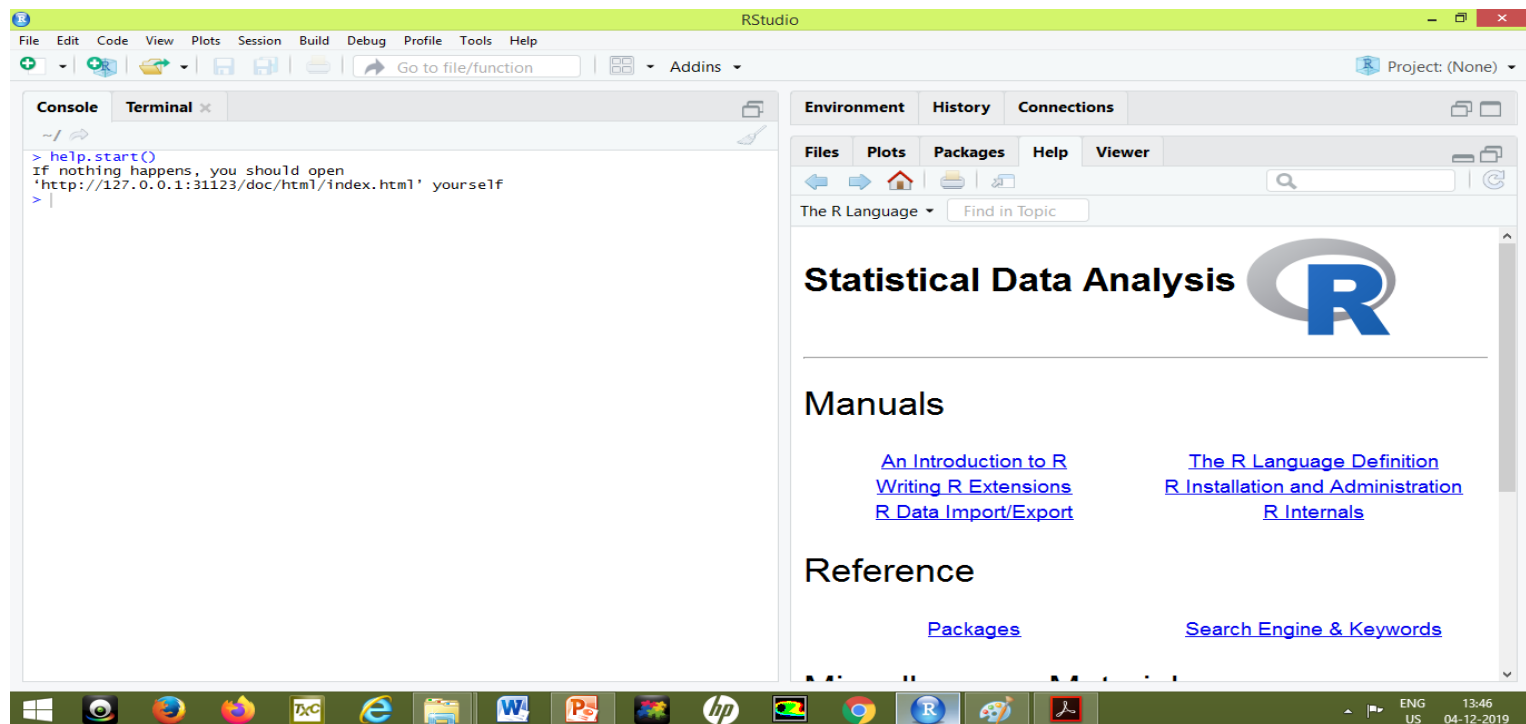 RStudio
File Edit Code View Plots Session Build Debug Profile Tools Help
Go to file/function Addins Project: (None)
Console Terminal
~/
> help.start()
If nothing happens, you should open
‘http://127.0.0.1:31123/doc/html/index.html’ yourself
>
Environment History Connections
Files Plots Packages Help Viewer
The R Language Find in Topic
Statistical Data Analysis R
Manuals
An Introduction to R The R Language Definition
Writing R Extensions R Installation and Administration
R Data Import/Export R Internals
Reference
Packages Search Engine & Keywords
TXC hp R
ENG 13:46
US 04-12-2019